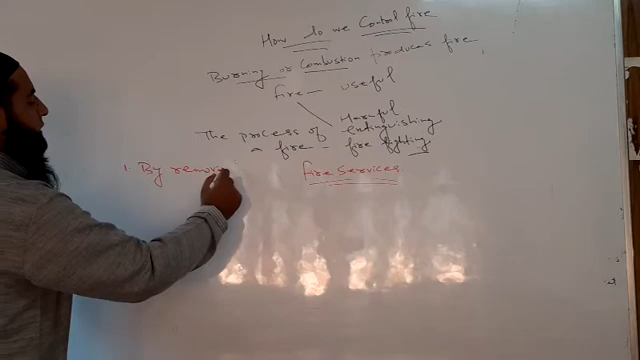 How do we Control fire
Burning or Combustion produces fire
fire — useful
Harmful
The process of extinguishing
a fire — fire fighting
fire services
1. By remov